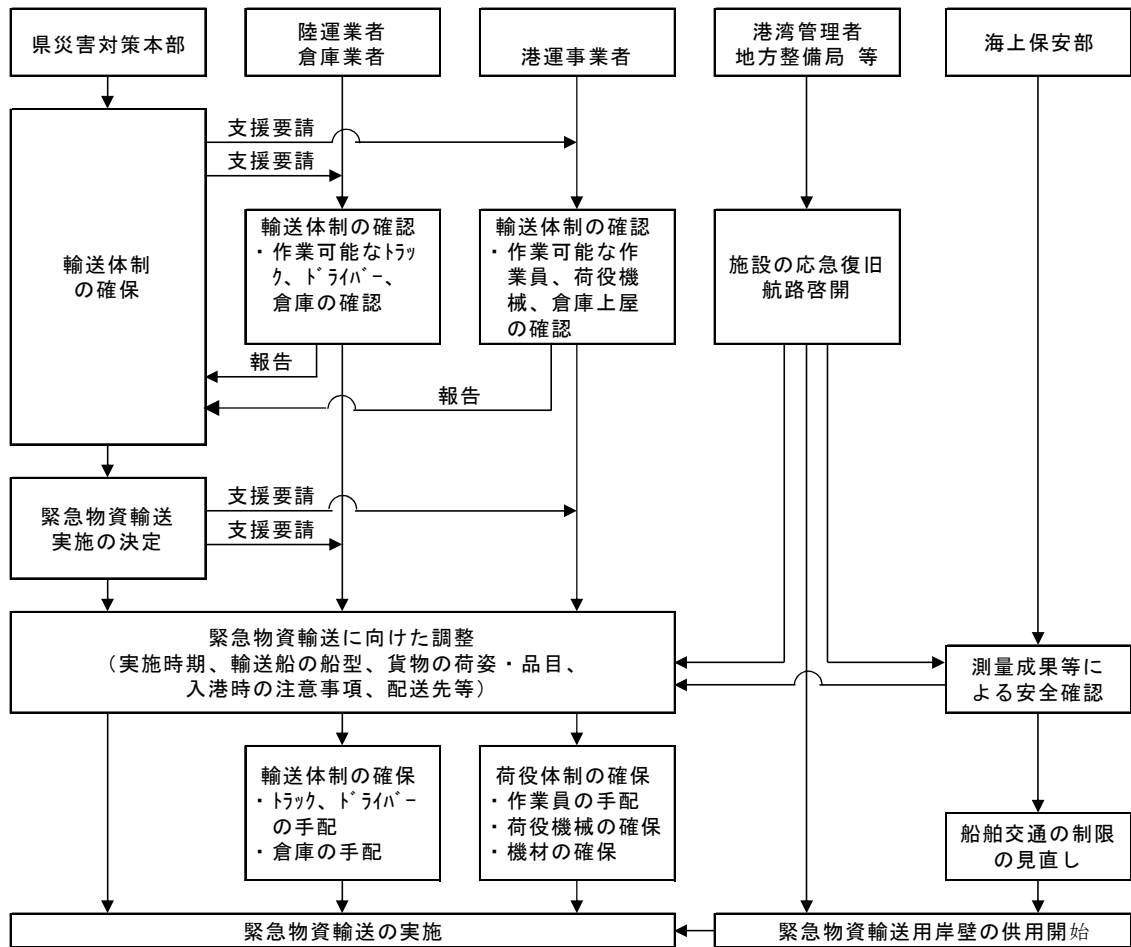 県災害対策本部
陸運業者
倉庫業者
港運事業者
港湾管理者
地方整備局 等
海上保安部
支援要請
支援要請
輸送体制
の確保
輸送体制の確認
・作業可能なﾄﾗｯ
ｸ、ﾄﾞﾗｲﾊﾞｰ、
倉庫の確認
輸送体制の確認
・作業可能な作
業員、荷役機
械、倉庫上屋
の確認
施設の応急復旧
航路啓開
報告
報告
緊急物資輸送
実施の決定
支援要請
支援要請
緊急物資輸送に向けた調整
（実施時期、輸送船の船型、貨物の荷姿・品目、
入港時の注意事項、配送先等）
測量成果等に
よる安全確認
輸送体制の確保
・ﾄﾗｯｸ、ﾄﾞﾗｲﾊﾞｰ
の手配
・倉庫の手配
荷役体制の確保
・作業員の手配
・荷役機械の確保
・機材の確保
船舶交通の制限
の見直し
緊急物資輸送の実施
緊急物資輸送用岸壁の供用開始